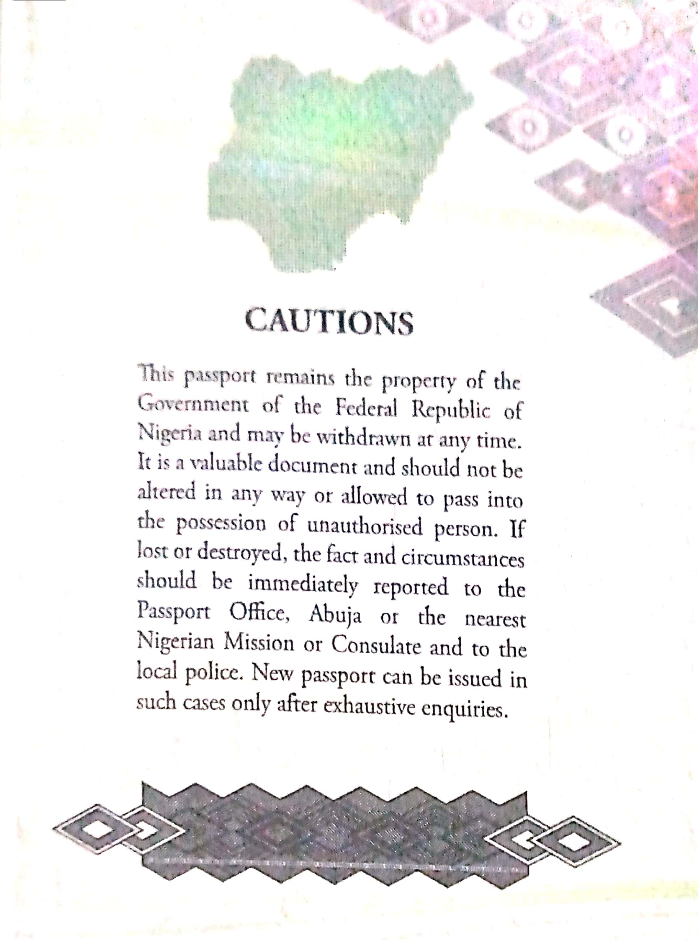 CAUTIONS
This passport remains the property of the
Government of the Federal Republic of
Nigeria and may be withdrawn at any time.
It is a valuable document and should not be
altered in any way or allowed to pass into
the possession of unauthorised person. If
lost or destroyed, the fact and circumstances
should be immediately reported to the
Passport Office, Abuja or the nearest
Nigerian Mission or Consulate and to the
local police. New passport can be issued in
such cases only after exhaustive enquiries.